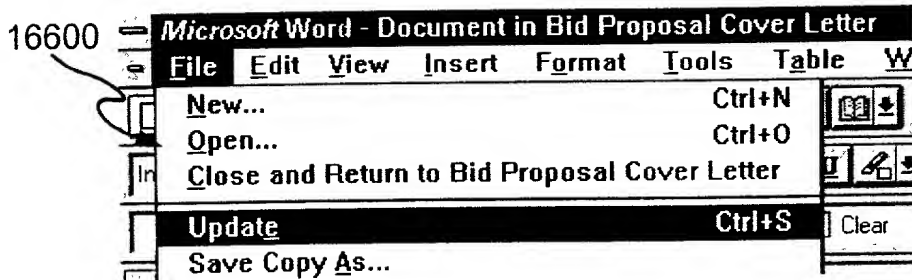 16600
Microsoft Word - Document in Bid Proposal Cover Letter
File Edit View Insert Format Tools Table W
New... Ctrl+N
Open... Ctrl+O
In
Close and Return to Bid Proposal Cover Letter
Update Ctrl+S Clear
Save Copy As...